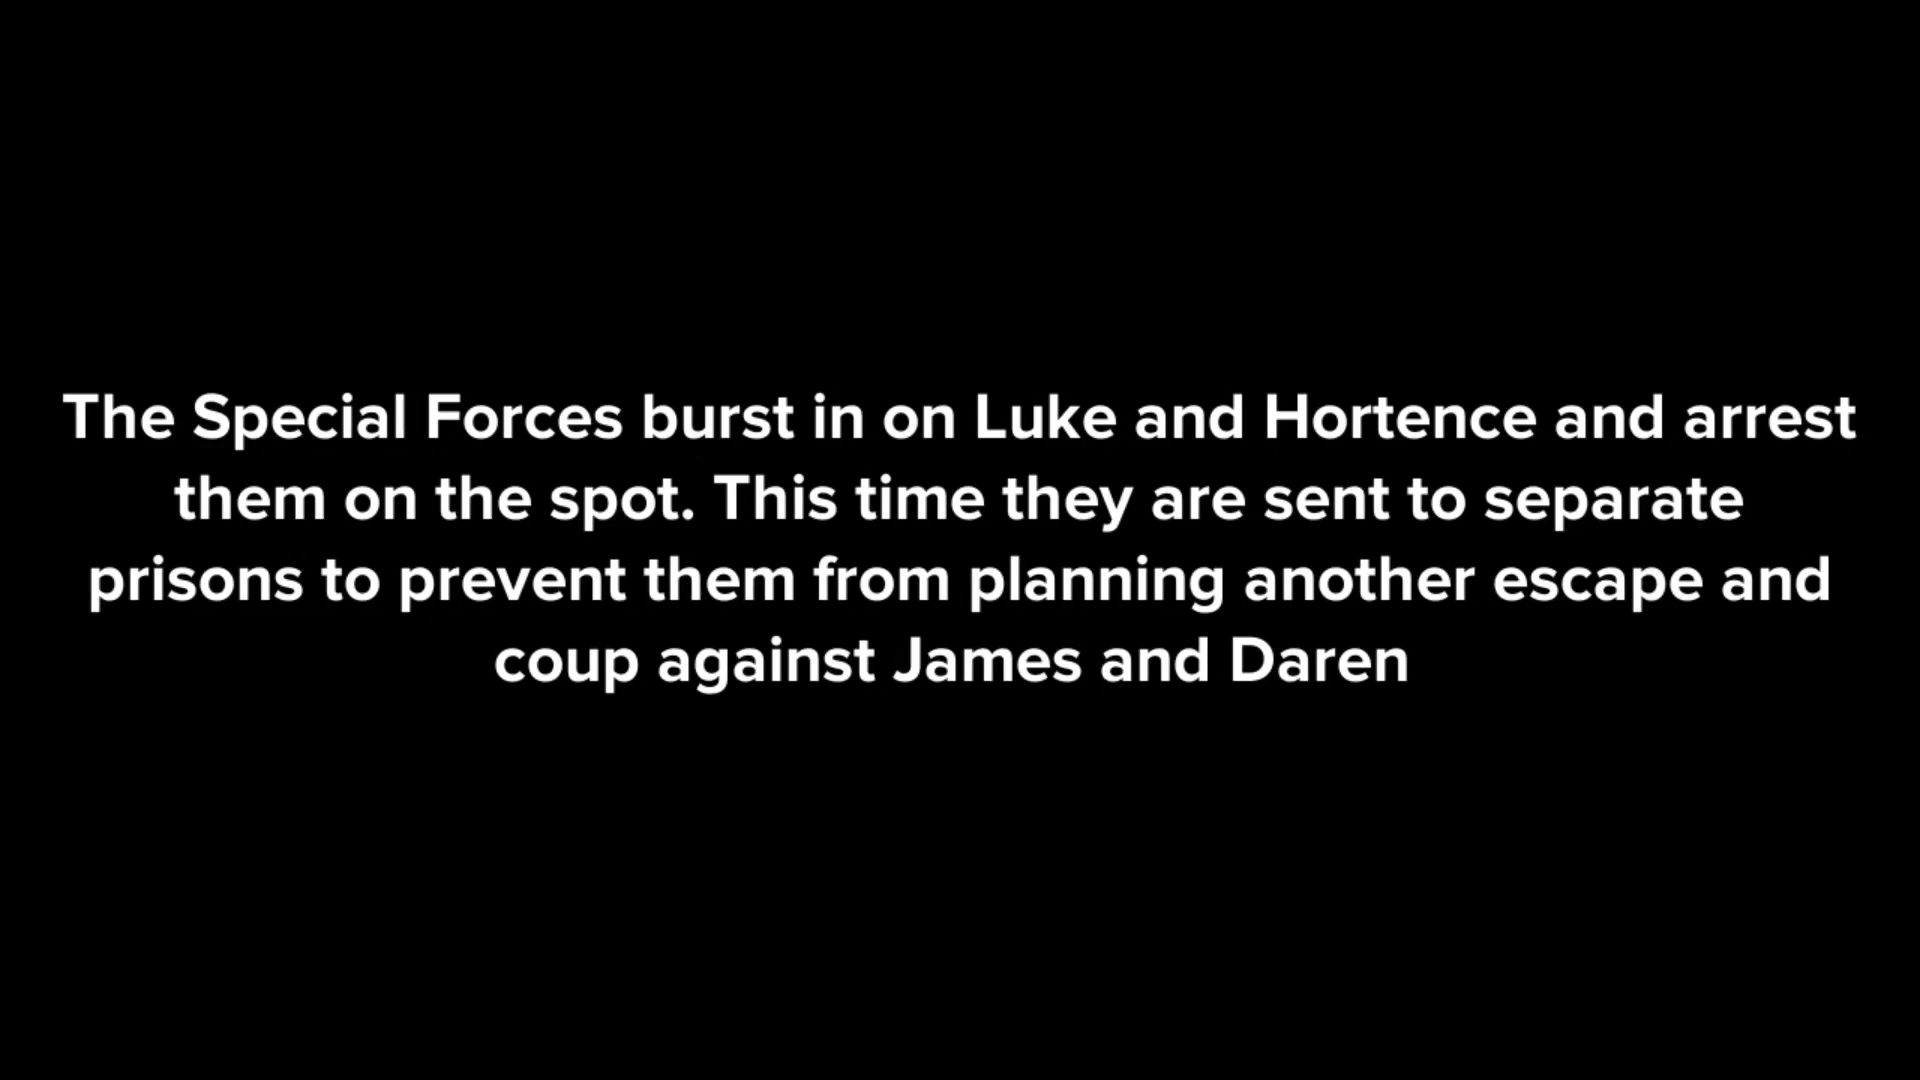 The Special Forces burst in on Luke and Hortence and arrest
them on the spot. This time they are sent to separate
prisons to prevent them from planning another escape and
coup against James and Daren